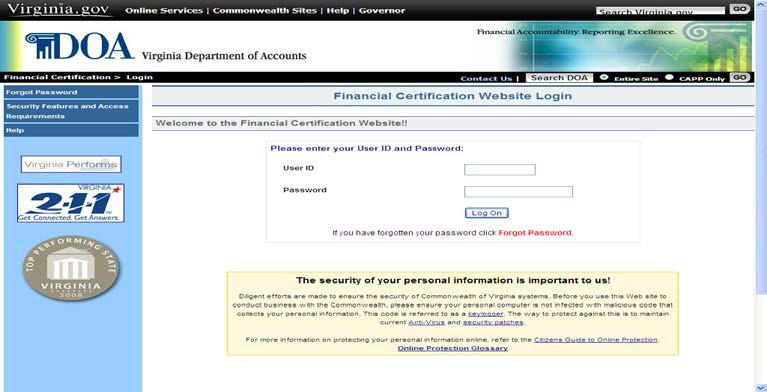 Virginia.gov Online Services | Commonwealth Sites | Help | Governor Search Virginia.gov GO
DOA Virginia Department of Accounts
Financial Accountability. Reporting Excellence.
Financial Certification > Login Contact Us | Search DOA Entire Site CAPP Only GO
Forgot Password
Security Features and Access
Requirements
Help
Virginia Performs
VIRGINIA
2-1-1
Get Connected. Get Answers.
TOP PERFORMING STATE
VIRGINIA
2008
Financial Certification Website Login
Welcome to the Financial Certification Website!!
Please enter your User ID and Password:
User ID
Password
Log On
If you have forgotten your password click Forgot Password.
The security of your personal information is important to us!
Diligent efforts are made to ensure the security of Commonwealth of Virginia systems. Before you use this Web site to
conduct business with the Commonwealth, please ensure your personal computer is not infected with malicious code that
collects your personal information. This code is referred to as a keylogger. The way to protect against this is to maintain
current Anti-Virus and security patches.
For more information on protecting your personal information online, refer to the Citizens Guide to Online Protection.
Online Protection Glossary